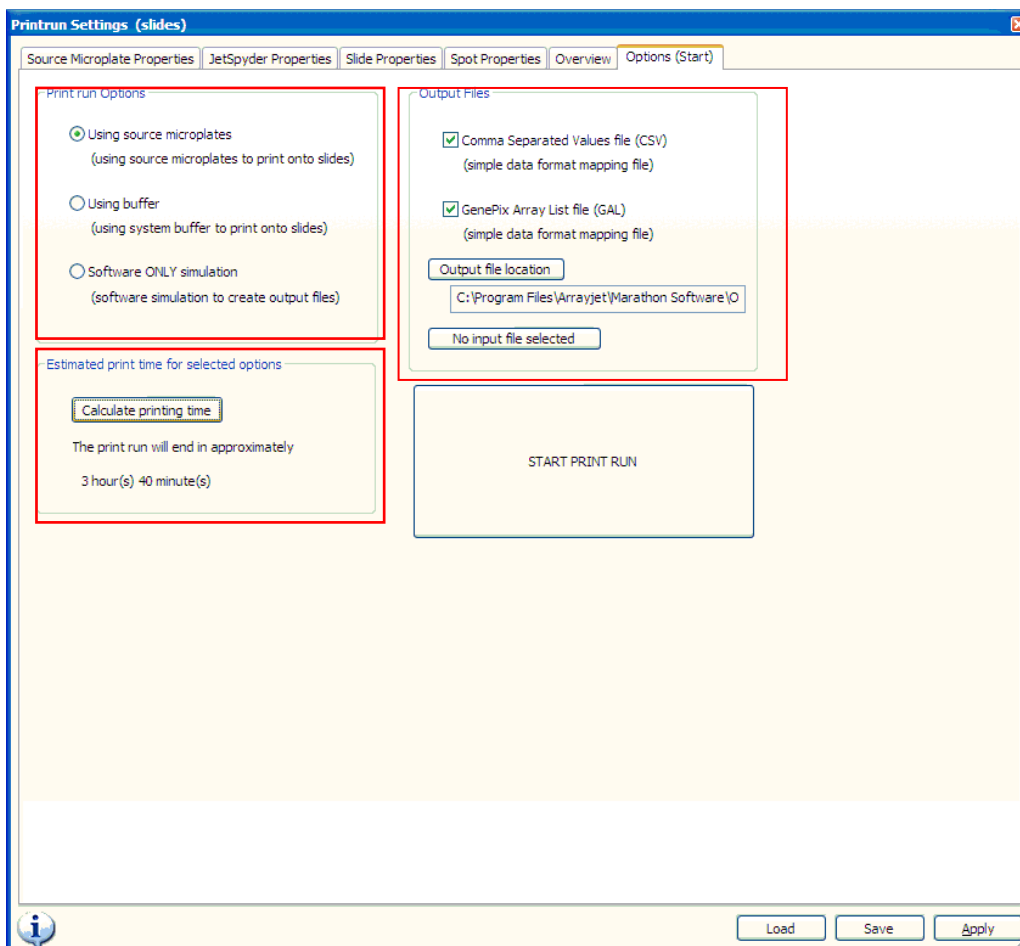 Printrun Settings (slides)
Source Microplate Properties
JetSpyder Properties
Slide Properties
Spot Properties
Overview
Options (Start)
Print run Options
Using source microplates
(using source microplates to print onto slides)
Using buffer
(using system buffer to print onto slides)
Software ONLY simulation
(software simulation to create output files)
Estimated print time for selected options
Calculate printing time
The print run will end in approximately
3 hour(s) 40 minute(s)
Output Files
Comma Separated Values file (CSV)
(simple data format mapping file)
GenePix Array List file (GAL)
(simple data format mapping file)
Output file location
C:\Program Files\Arrayjet\Marathon Software\O
No input file selected
START PRINT RUN
Load
Save
Apply